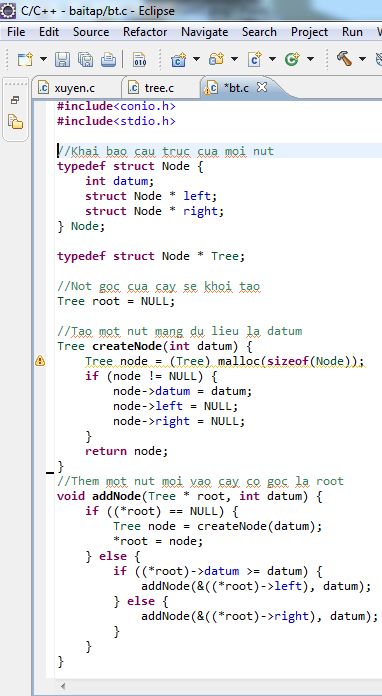 C/C++ - baitap/bt.c - Eclipse
File Edit Source Refactor Navigate Search Project Run
xuyen.c tree.c *bt.c
#include<conio.h>
#include<stdio.h>

//Khai bao cau truc cua moi nut
typedef struct Node {
    int datum;
    struct Node * left;
    struct Node * right;
} Node;

typedef struct Node * Tree;

//Not goc cua cay se khoi tao
Tree root = NULL;

//Tao mot nut mang du lieu la datum
Tree createNode(int datum) {
    Tree node = (Tree) malloc(sizeof(Node));
    if (node != NULL) {
        node->datum = datum;
        node->left = NULL;
        node->right = NULL;
    }
    return node;
}
//Them mot nut moi vao cay co goc la root
void addNode(Tree * root, int datum) {
    if ((*root) == NULL) {
        Tree node = createNode(datum);
        *root = node;
    } else {
        if ((*root)->datum >= datum) {
            addNode(&((*root)->left), datum);
        } else {
            addNode(&((*root)->right), datum);
        }
    }
}